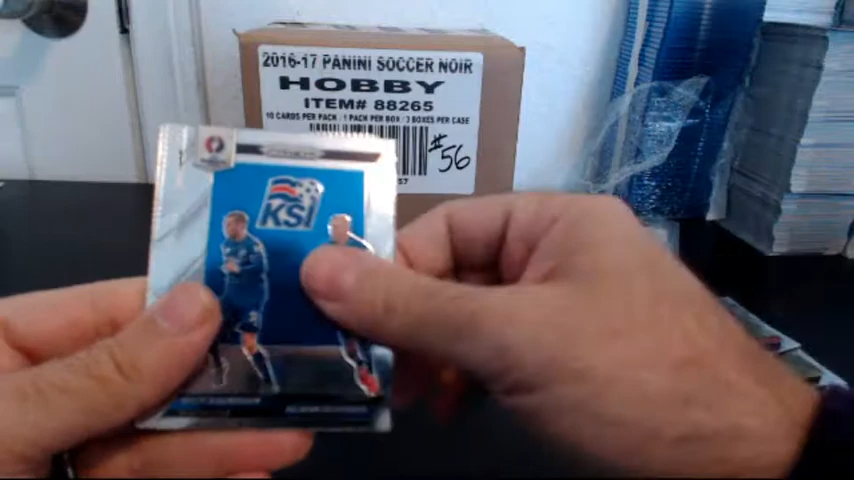 2016-17 PANINI SOCCER NOIR
HOBBY
ITEM# 88265
10 CARDS PER PACK / 1 PACK PER BOX / 3 BOXES PER CASE
#56
KSÍ